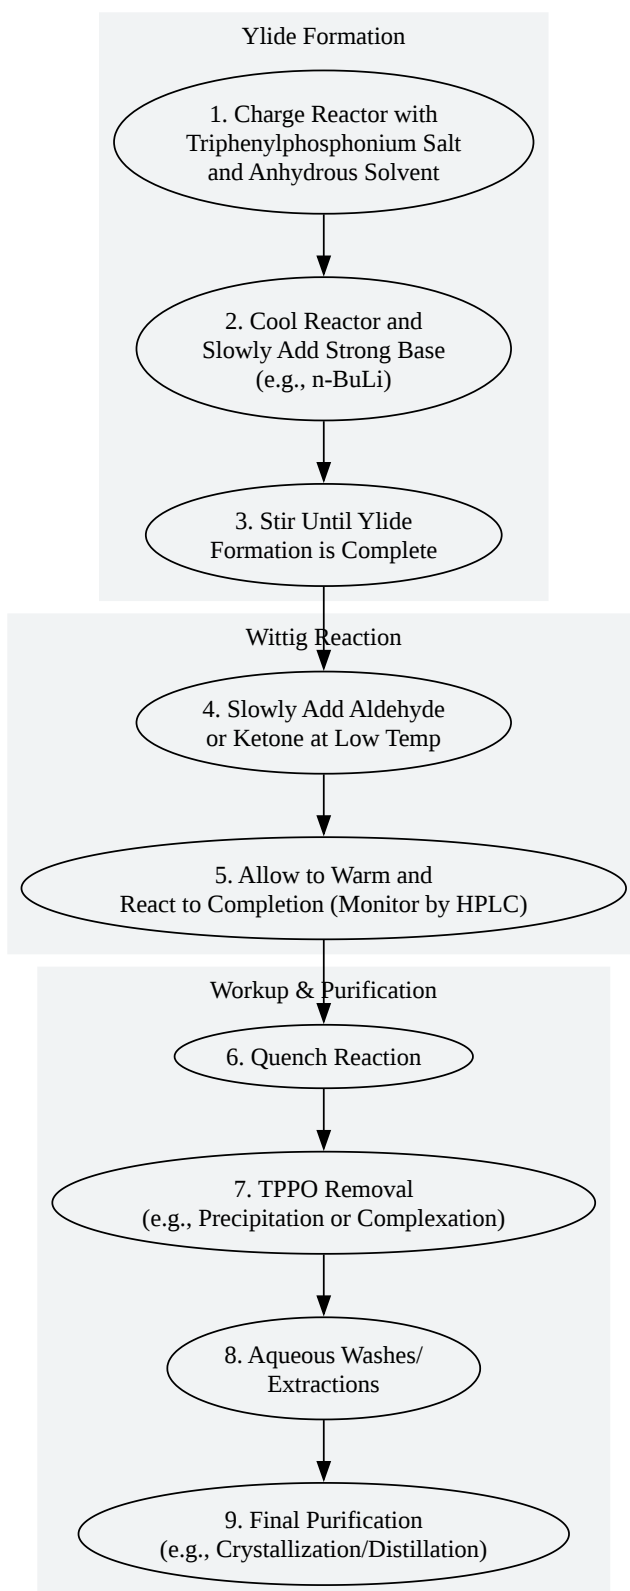 Ylide Formation
1. Charge Reactor with
Triphenylphosphonium Salt
and Anhydrous Solvent
2. Cool Reactor and
Slowly Add Strong Base
(e.g., n-BuLi)
3. Stir Until Ylide
Formation is Complete
Wittig Reaction
4. Slowly Add Aldehyde
or Ketone at Low Temp
5. Allow to Warm and
React to Completion (Monitor by HPLC)
Workup & Purification
6. Quench Reaction
7. TPPO Removal
(e.g., Precipitation or Complexation)
8. Aqueous Washes/
Extractions
9. Final Purification
(e.g., Crystallization/Distillation)